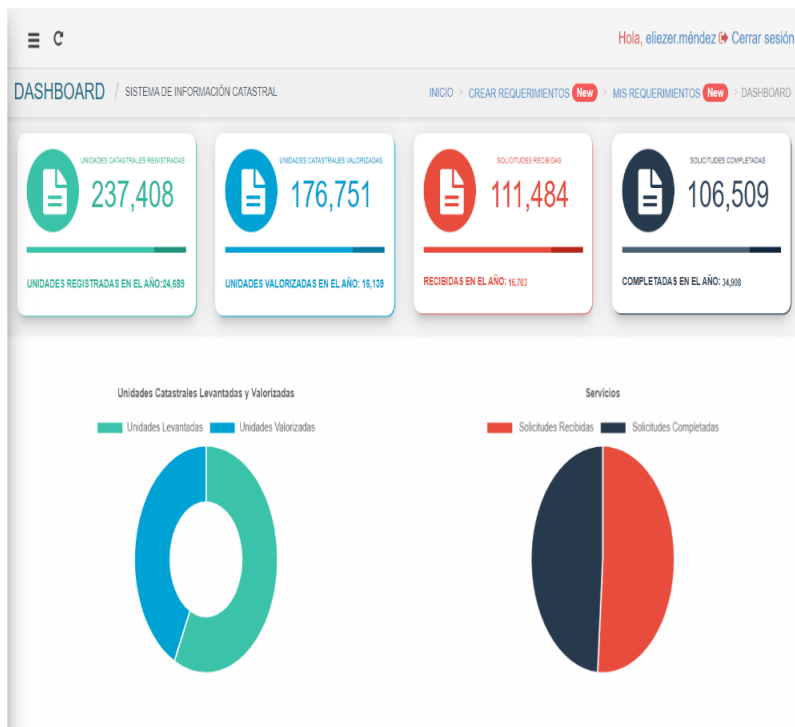 Hola, eliezer.méndez Cerrar sesión
DASHBOARD / SISTEMA DE INFORMACIÓN CATASTRAL
INICIO > CREAR REQUERIMIENTOS New > MIS REQUERIMIENTOS New > DASHBOARD
UNIDADES CATASTRALES REGISTRADAS
237,408
UNIDADES REGISTRADAS EN EL AÑO:24,689
UNIDADES CATASTRALES VALORIZADAS
176,751
UNIDADES VALORIZADAS EN EL AÑO: 16,139
SOLICITUDES RECIBIDAS
111,484
RECIBIDAS EN EL AÑO: 16,703
SOLICITUDES COMPLETADAS
106,509
COMPLETADAS EN EL AÑO: 34,908
Unidades Catastrales Levantadas y Valorizadas
Unidades Levantadas Unidades Valorizadas
Servicios
Solicitudes Recibidas Solicitudes Completadas